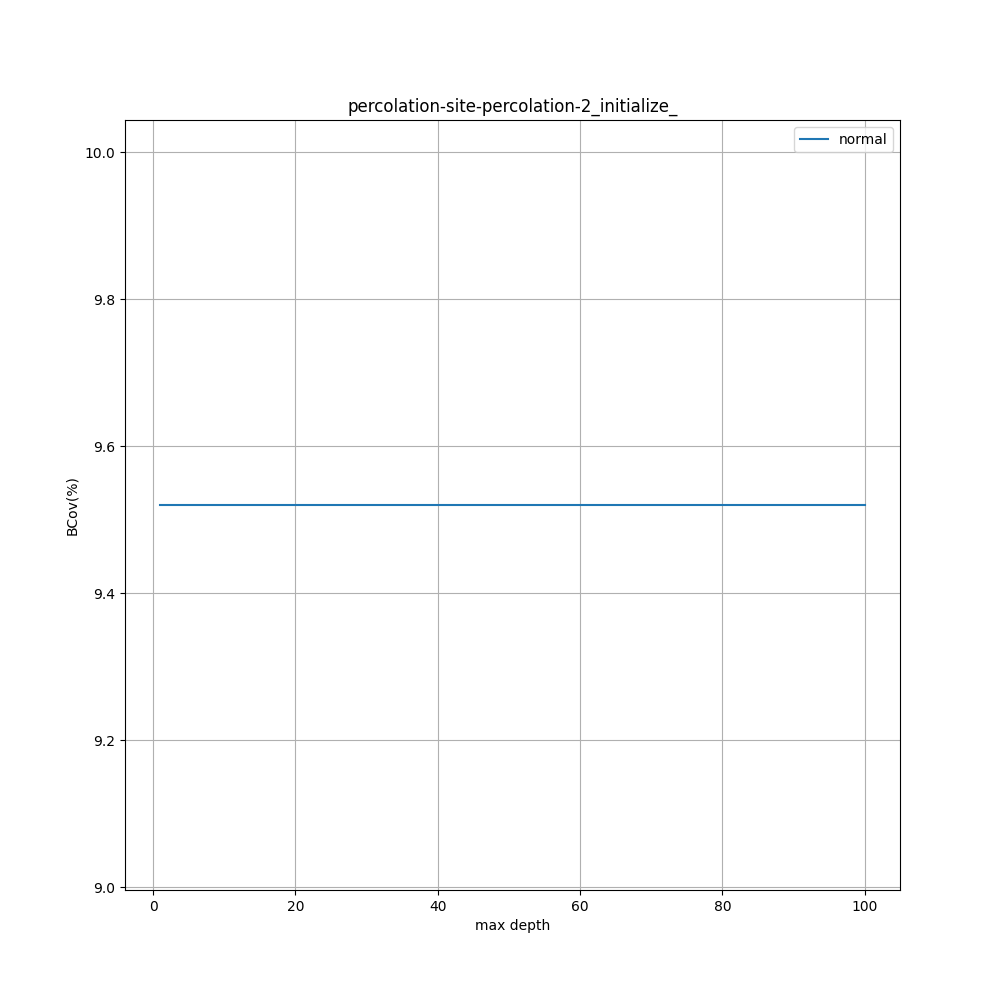 percolation-site-percolation-2_initialize_
normal
10.0
9.8
9.6
9.4
9.2
9.0
BCov(%)
0 20 40 60 80 100
max depth